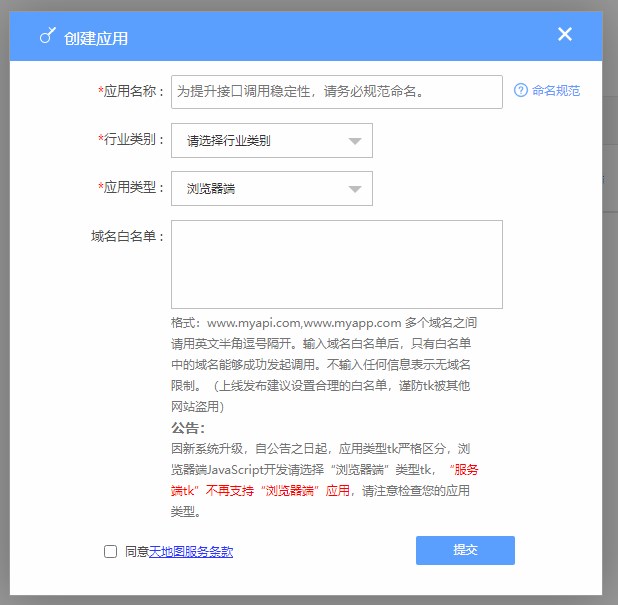 创建应用
*应用名称： 为提升接口调用稳定性，请务必规范命名。 命名规范
*行业类别： 请选择行业类别
*应用类型： 浏览器端
域名白名单：
格式：www.myapi.com,www.myapp.com 多个域名之间
请用英文半角逗号隔开。输入域名白名单后，只有白名单
中的域名能够成功发起调用。不输入任何信息表示无域名
限制。（上线发布建议设置合理的白名单，谨防tk被其他
网站盗用）
公告：
因新系统升级，自公告之日起，应用类型tk严格区分，浏
览器端JavaScript开发请选择“浏览器端”类型tk，“服务
端tk”不再支持“浏览器端”应用，请注意检查您的应用
类型。
同意天地图服务条款 提交